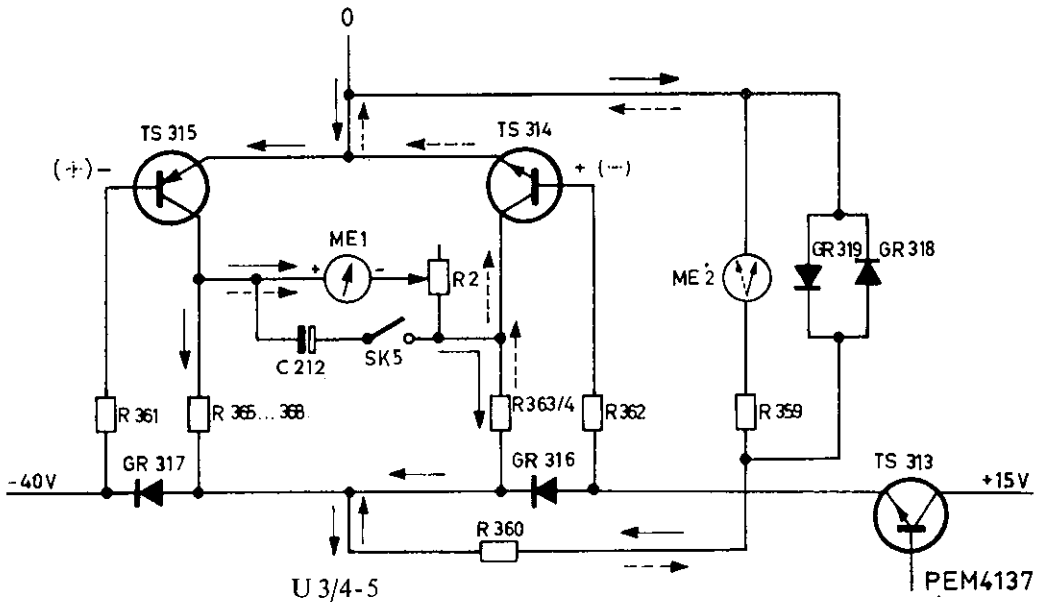 0
TS 315
TS 314
(+) -
+ (-)
ME1
+
-
R2
GR 319
GR 318
ME 2
C 212
SK5
R 361
R 365...368
R 363/4
R 362
R 359
GR 317
GR 316
TS 313
-40V
+15V
R 360
PEM4137
U 3/4-5